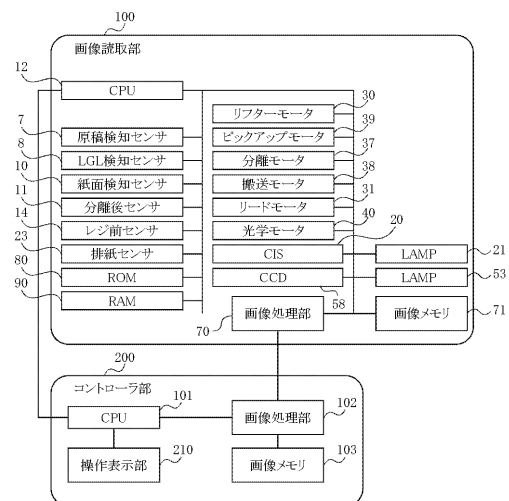 100
画像読取部
12
CPU
30
リフターモータ
39
7
原稿検知センサ
ピックアップモータ
37
8
LGL検知センサ
分離モータ
38
10
紙面検知センサ
搬送モータ
31
11
分離後センサ
リードモータ
40
14
レジ前センサ
光学モータ
20
23
排紙センサ
CIS
LAMP
21
80
ROM
CCD
LAMP
53
90
RAM
58
画像処理部
70
画像メモリ
71
200
コントローラ部
101
CPU
画像処理部
102
操作表示部
210
画像メモリ
103